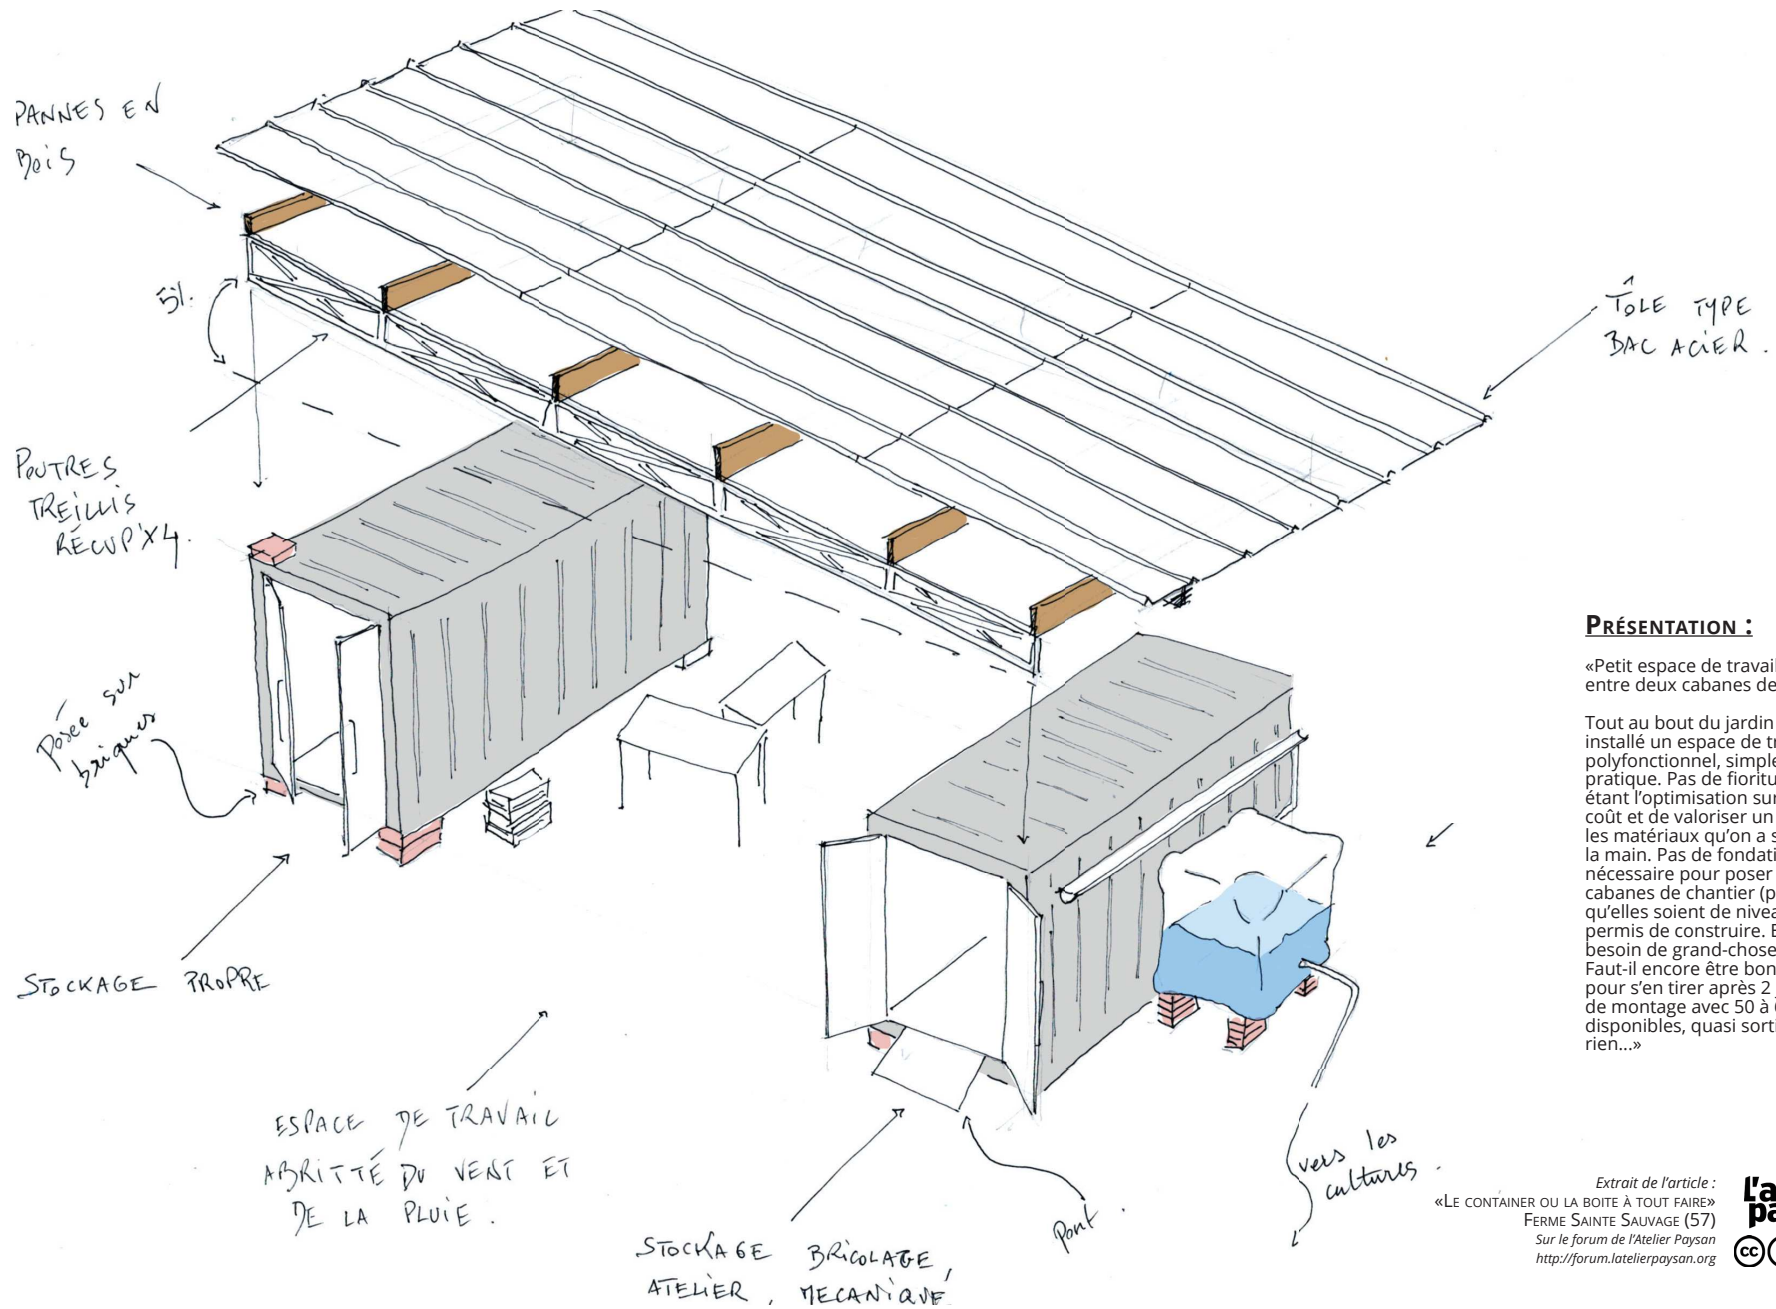 PANNES EN
BOIS
5%
POUTRES
TREILLIS
RÉCUP' X4.
TÔLE TYPE
BAC ACIER.
Posée sur
briques
STOCKAGE PROPRE
ESPACE DE TRAVAIL
ABRITTÉ DU VENT ET
DE LA PLUIE.
STOCKAGE BRICOLAGE,
ATELIER, MECANIQUE
Pont.
vers les
cultures.
PRÉSENTATION :
«Petit espace de travail
entre deux cabanes de
Tout au bout du jardin
installé un espace de
polyfonctionnel, simple
pratique. Pas de
étant l'optimisation sur
coût et de valoriser un
les matériaux qu'on a
la main. Pas de
nécessaire pour poser
cabanes de chantier
qu'elles soient de
permis de construire.
besoin de grand-chose
Faut-il encore être bon
pour s'en tirer après 2
de montage avec 50 à
disponibles, quasi
rien...»
Extrait de l'article :
«LE CONTAINER OU LA BOITE À TOUT FAIRE»
FERME SAINTE SAUVAGE (57)
Sur le forum de l'Atelier Paysan
http://forum.latelierpaysan.org
L'a
pa
cc